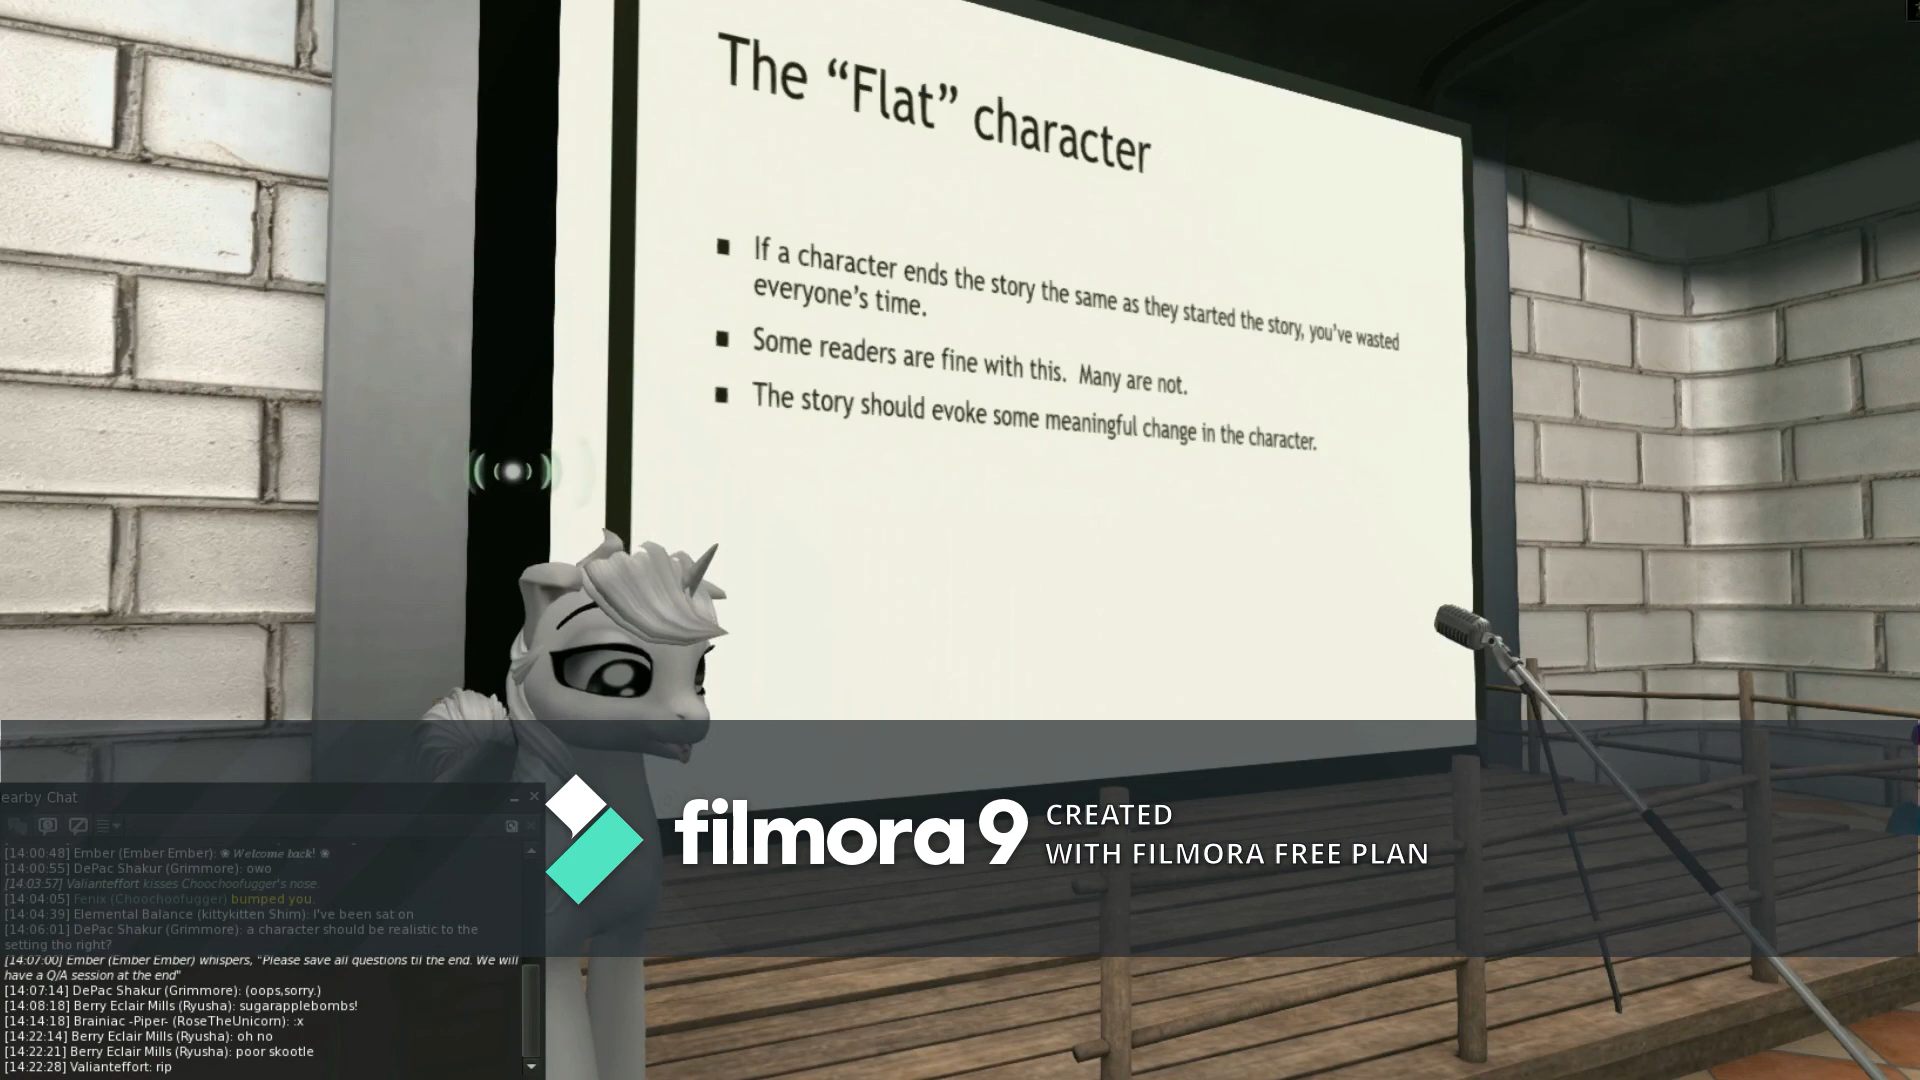 The “Flat” character
■ If a character ends the story the same as they started the story, you’ve wasted
everyone’s time.
■ Some readers are fine with this.  Many are not.
■ The story should evoke some meaningful change in the character.
filmora9
CREATED
WITH FILMORA FREE PLAN
earby Chat
[14:00:48] Ember (Ember Ember): ❀ 𝑊𝑒𝑙𝑐𝑜𝑚𝑒 𝑏𝑎𝑐𝑘! ❀
[14:00:55] DePac Shakur (Grimmore): owo
[14:03:57] Valianteffort kisses Choochoofugger's nose.
[14:04:05] Fenix (Choochoofugger) bumped you.
[14:04:39] Elemental Balance (kittykitten Shim): I've been sat on
[14:06:01] DePac Shakur (Grimmore): a character should be realistic to the
setting tho right?
[14:07:00] Ember (Ember Ember) whispers, "Please save all questions til the end. We will
have a Q/A session at the end"
[14:07:14] DePac Shakur (Grimmore): (oops,sorry.)
[14:08:18] Berry Eclair Mills (Ryusha): sugarapplebombs!
[14:14:18] Brainiac -Piper- (RoseTheUnicorn): :x
[14:22:14] Berry Eclair Mills (Ryusha): oh no
[14:22:21] Berry Eclair Mills (Ryusha): poor skootle
[14:22:28] Valianteffort: rip